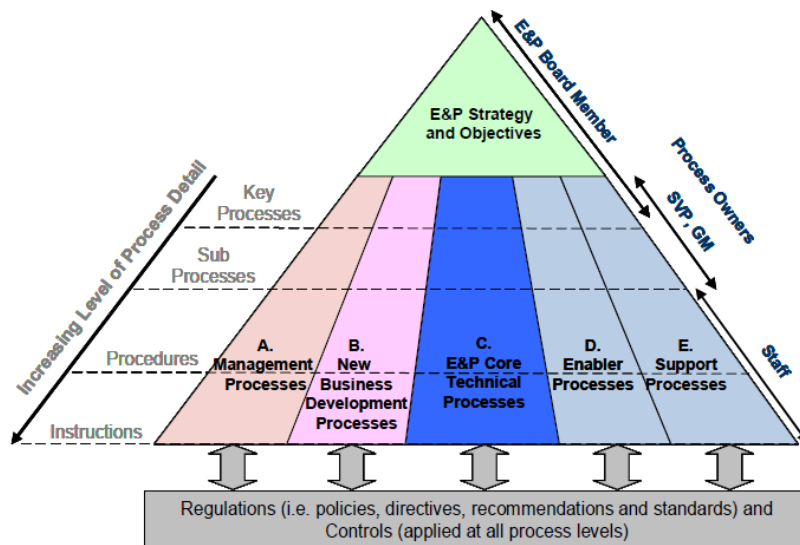 E&P Strategy
and Objectives
E&P Board Member
Process Owners
SVP, GM
Staff
Increasing Level of Process Detail
Key
Processes
Sub
Processes
Procedures
Instructions
A.
Management
Processes
B.
New
Business
Development
Processes
C.
E&P Core
Technical
Processes
D.
Enabler
Processes
E.
Support
Processes
Regulations (i.e. policies, directives, recommendations and standards) and
Controls (applied at all process levels)